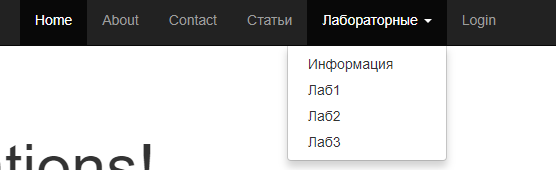 Home About Contact Статьи Лабораторные Login
Информация
Лаб1
Лаб2
Лаб3
ations!